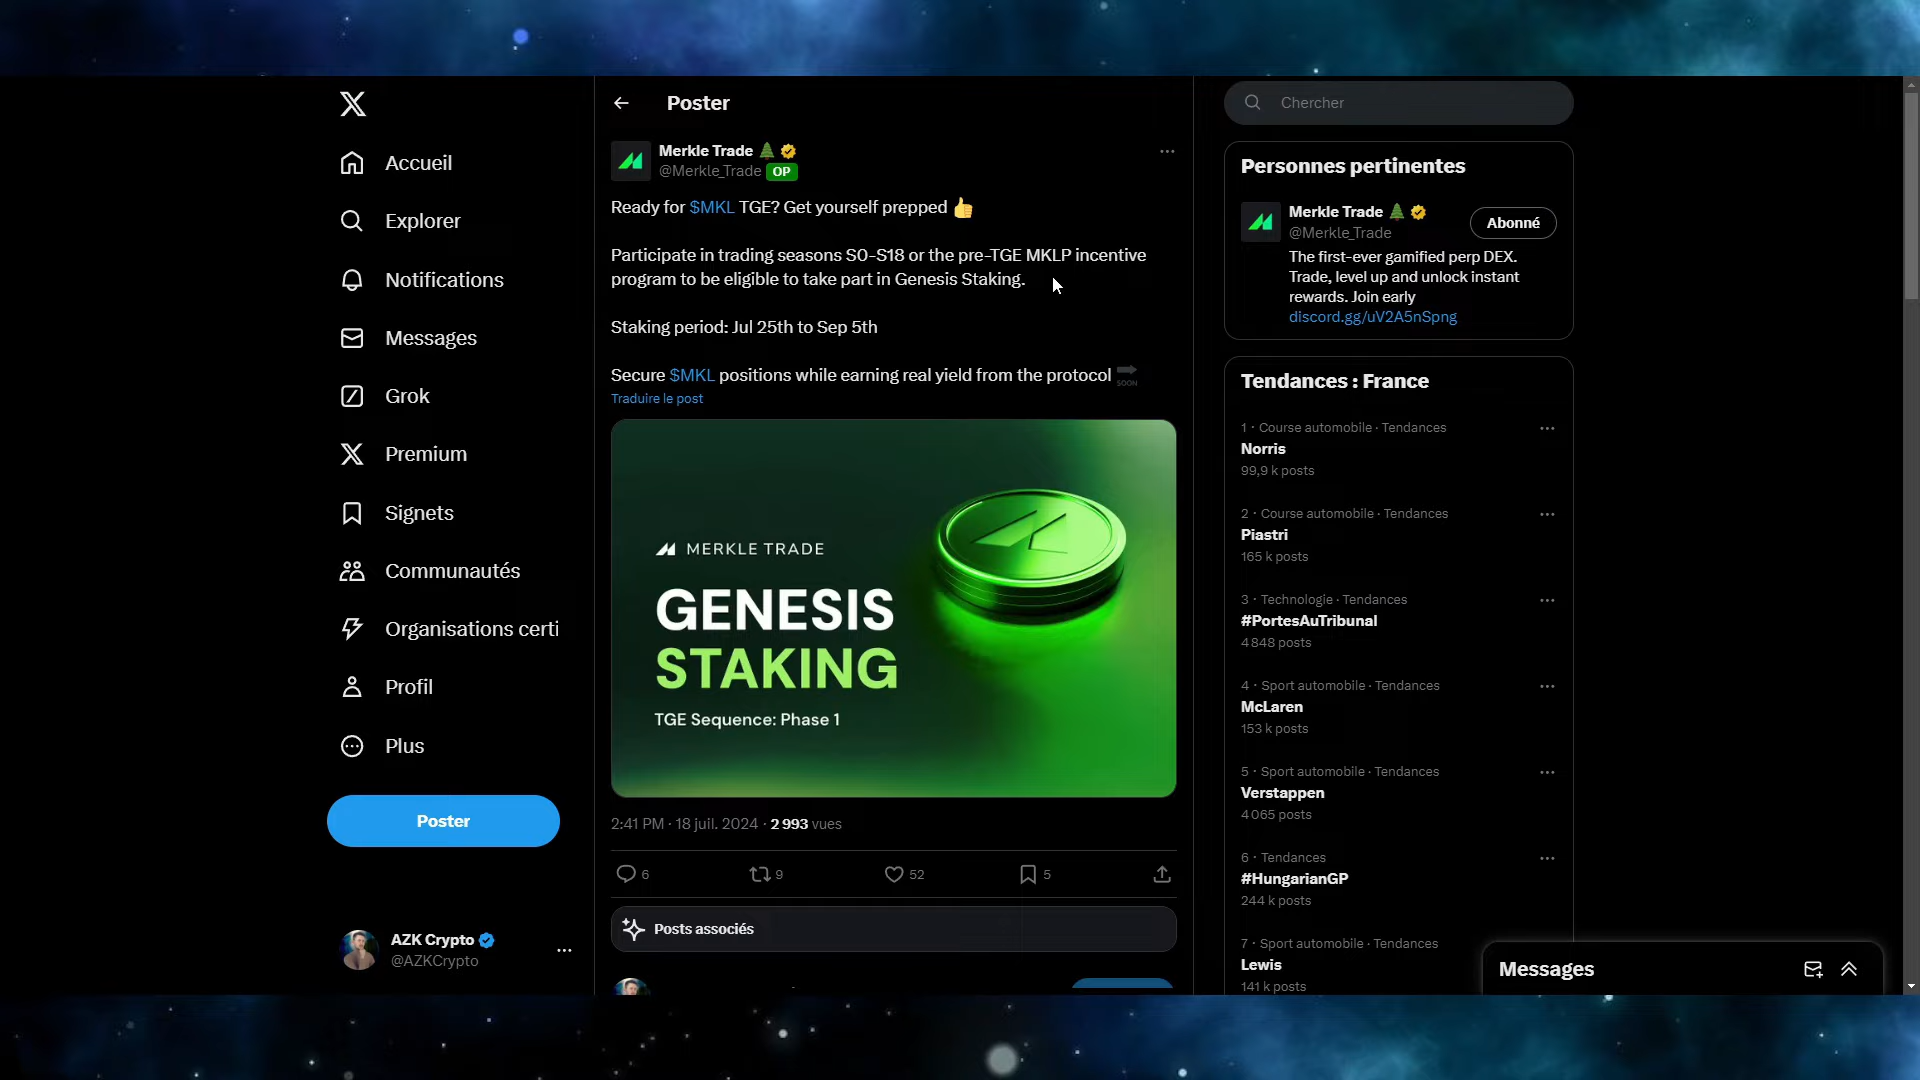 Accueil
Explorer
Notifications
Messages
Grok
Premium
Signets
Communautés
Organisations certi
Profil
Plus
Poster
AZK Crypto
@AZKCrypto
Poster
Merkle Trade
@Merkle_Trade OP
Ready for $MKL TGE? Get yourself prepped
Participate in trading seasons S0-S18 or the pre-TGE MKLP incentive
program to be eligible to take part in Genesis Staking.
Staking period: Jul 25th to Sep 5th
Secure $MKL positions while earning real yield from the protocol SOON
Traduire le post
MERKLE TRADE
GENESIS
STAKING
TGE Sequence: Phase 1
2:41 PM · 18 juil. 2024 · 2 993 vues
6 9 52 5
Posts associés
Chercher
Personnes pertinentes
Merkle Trade
@Merkle_Trade
Abonné
The first-ever gamified perp DEX.
Trade, level up and unlock instant
rewards. Join early
discord.gg/uV2A5nSpng
Tendances : France
1 · Course automobile · Tendances
Norris
99,9 k posts
2 · Course automobile · Tendances
Piastri
165 k posts
3 · Technologie · Tendances
#PortesAuTribunal
4 848 posts
4 · Sport automobile · Tendances
McLaren
153 k posts
5 · Sport automobile · Tendances
Verstappen
4 065 posts
6 · Tendances
#HungarianGP
244 k posts
7 · Sport automobile · Tendances
Lewis
141 k posts
Messages